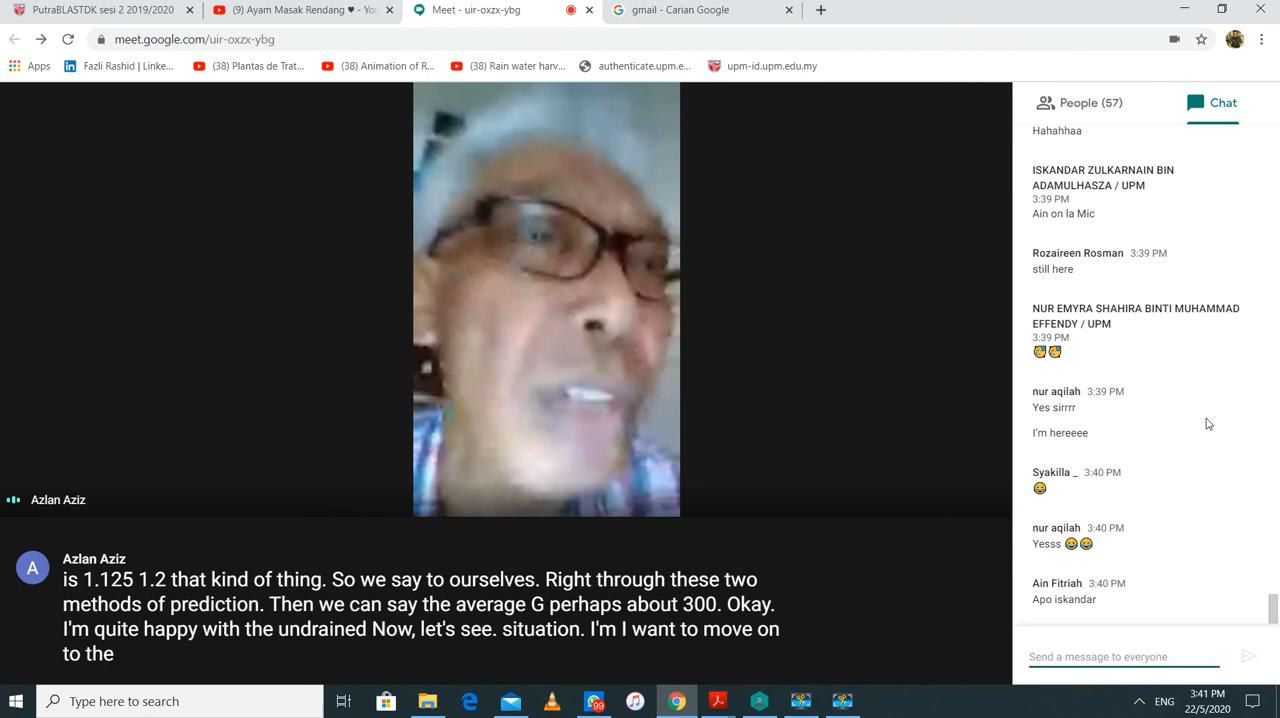 PutraBLASTDK sesi 2 2019/2020
(39) Ayam Masak Rendang ♥ - You
Meet - uir-oxzx-ybg
gmail - Carian Google
meet.google.com/uir-oxzx-ybg
Apps
Fazli Rashid | Linke...
(38) Plantas de Trat...
(38) Animation of R...
(38) Rain water harv...
authenticate.upm.e...
upm-id.upm.edu.my
People (57)
Chat
Hahahhaa
ISKANDAR ZULKARNAIN BIN
ADAMULHASZA / UPM
3:39 PM
Ain on la Mic
Rozaireen Rosman 3:39 PM
still here
NUR EMYRA SHAHIRA BINTI MUHAMMAD
EFFENDY / UPM
3:39 PM
nur aqilah 3:39 PM
Yes sirrrr
I'm hereeee
Syakilla _ 3:40 PM
nur aqilah 3:40 PM
Yesss
Ain Fitriah 3:40 PM
Apo iskandar
Send a message to everyone
Azlan Aziz
A
Azlan Aziz
is 1.125 1.2 that kind of thing. So we say to ourselves. Right through these two
methods of prediction. Then we can say the average G perhaps about 300. Okay.
I'm quite happy with the undrained Now, let's see. situation. I'm I want to move on
to the
Type here to search
99
ENG
3:41 PM
22/5/2020